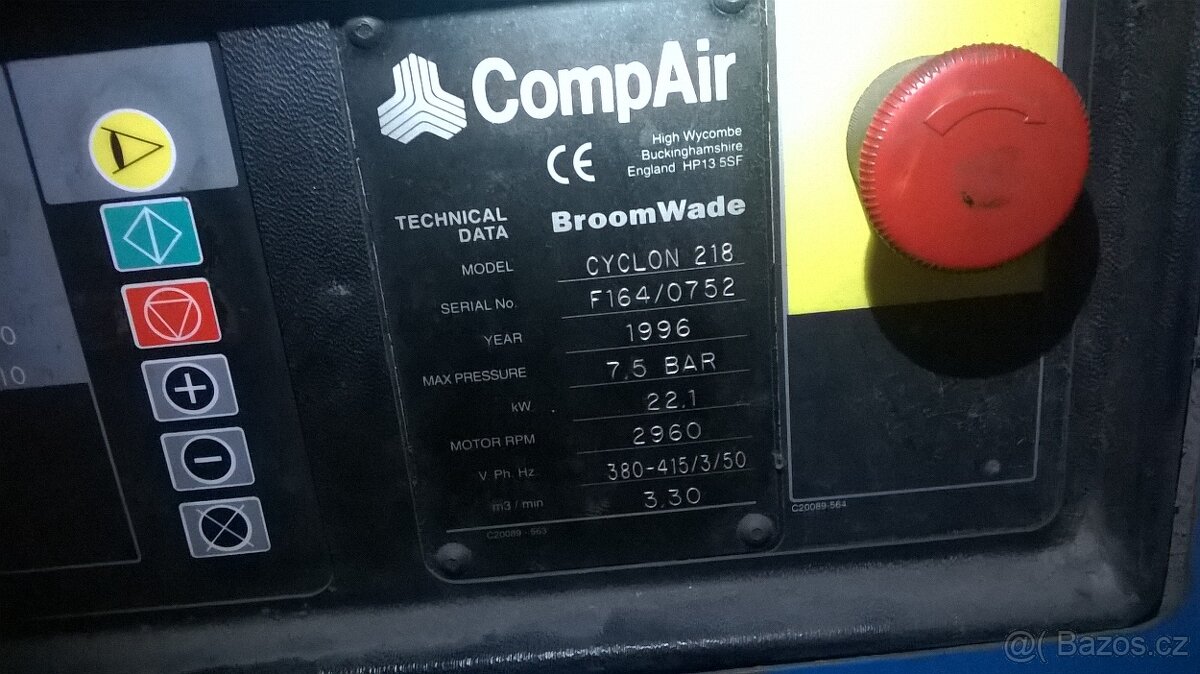 CompAir
High Wycombe
Buckinghamshire
England HP13 5SF
CE
TECHNICAL
DATA
BroomWade
MODEL CYCLON 218
SERIAL No. F164/0752
YEAR 1996
MAX PRESSURE 7,5 BAR
kW 22,1
MOTOR RPM 2960
V Ph. Hz 380-415/3/50
m3 / min 3,30
C20089 - 563
C20089-564
0
10
@( Bazos.cz